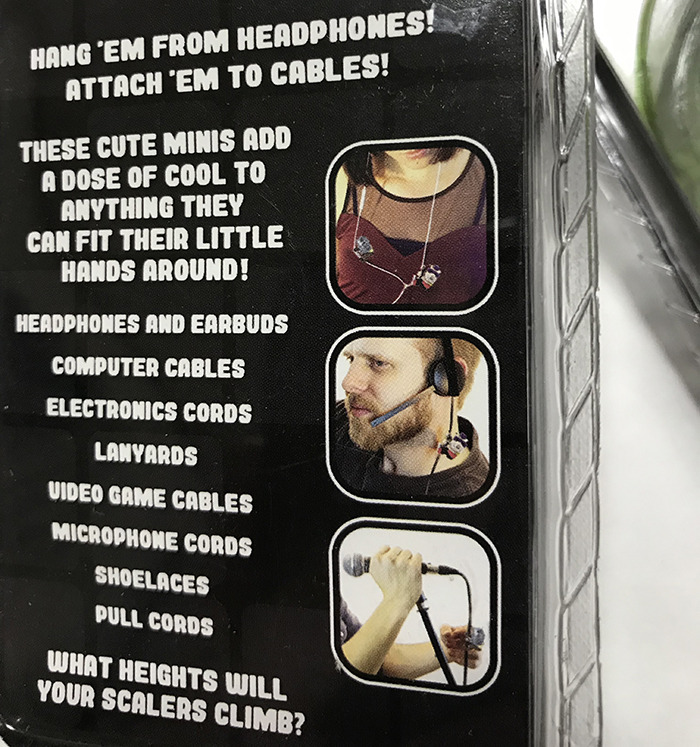 HANG 'EM FROM HEADPHONES!
ATTACH 'EM TO CABLES!
THESE CUTE MINIS ADD
A DOSE OF COOL TO
ANYTHING THEY
CAN FIT THEIR LITTLE
HANDS AROUND!
HEADPHONES AND EARBUDS
COMPUTER CABLES
ELECTRONICS CORDS
LANYARDS
VIDEO GAME CABLES
MICROPHONE CORDS
SHOELACES
PULL CORDS
WHAT HEIGHTS WILL
YOUR SCALERS CLIMB?